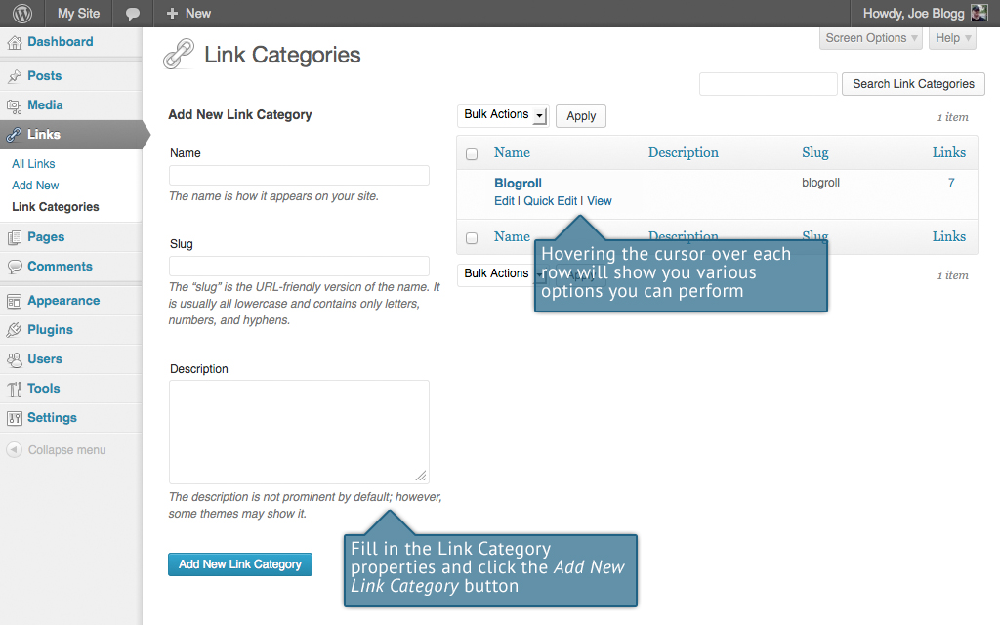 My Site
New
Howdy, Joe Blogg
Dashboard
Posts
Media
Links
All Links
Add New
Link Categories
Pages
Comments
Appearance
Plugins
Users
Tools
Settings
Collapse menu
Screen Options
Help
Link Categories
Search Link Categories
Add New Link Category
Name
The name is how it appears on your site.
Slug
The “slug” is the URL-friendly version of the name. It
is usually all lowercase and contains only letters,
numbers, and hyphens.
Description
The description is not prominent by default; however,
some themes may show it.
Add New Link Category
Bulk Actions Apply 1 item
Name Description Slug Links
Blogroll blogroll 7
Edit | Quick Edit | View
Name Description Slug Links
Bulk Actions Apply 1 item
Hovering the cursor over each
row will show you various
options you can perform
Fill in the Link Category
properties and click the Add New
Link Category button